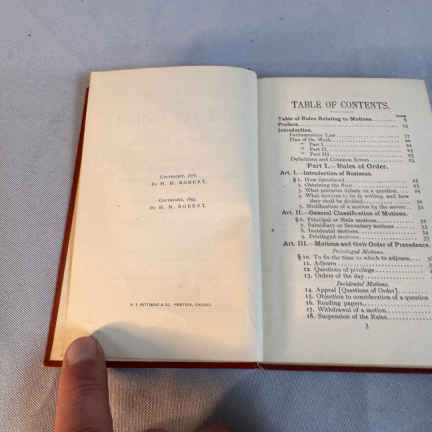 COPYRIGHT, 1876,
BY H. M. ROBERT.
COPYRIGHT, 1893,
BY H. M. ROBERT.
TABLE OF CONTENTS.
Table of Rules Relating to Motions
Preface
Introduction.
Parliamentary Law
Plan of the Work
" Part I
" Part II
" Part III
Definitions and Common Errors
Part I.—Rules of Order.
Art. I.—Introduction of Business.
§ 1. How introduced
2. Obtaining the floor
3. What precedes debate on a question
4. What motions to be in writing, and how
they shall be divided
5. Modification of a motion by the mover
Art. II.—General Classification of Motions.
§ 6. Principal or Main motions
7. Subsidiary or Secondary motions
8. Incidental motions
9. Privileged motions
Art. III.—Motions and their Order of Precedence.
Privileged Motions.
§ 10. To fix the time to which to adjourn
11. Adjourn
12. Questions of privilege
13. Orders of the day
Incidental Motions.
14. Appeal [Questions of Order]
15. Objection to consideration of a question
16. Reading papers
17. Withdrawal of a motion
18. Suspension of the Rules
3